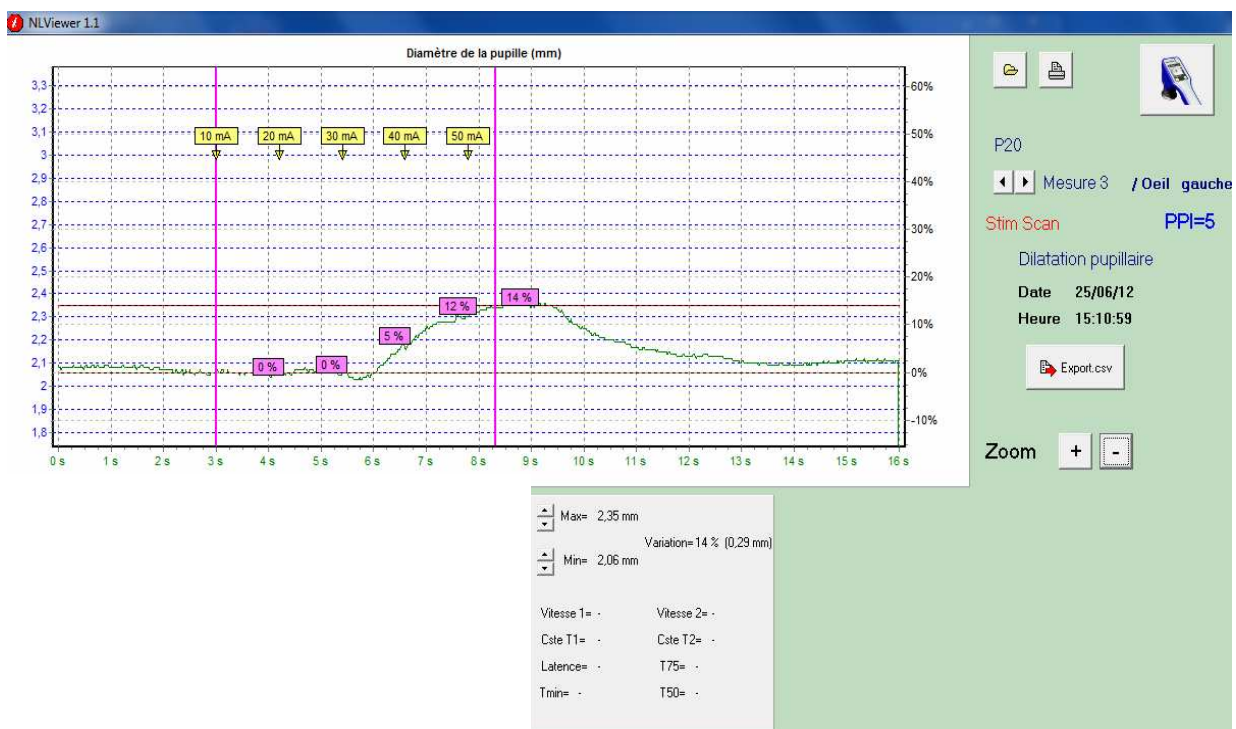 NLViewer 1.1
Diamètre de la pupille (mm)
3,3
3,2
3,1
3
2,9
2,8
2,7
2,6
2,5
2,4
2,3
2,2
2,1
2
1,9
1,8
60%
50%
40%
30%
20%
10%
0%
-10%
10 mA 20 mA 30 mA 40 mA 50 mA
0 % 0 % 5 % 12 % 14 %
0 s 1 s 2 s 3 s 4 s 5 s 6 s 7 s 8 s 9 s 10 s 11 s 12 s 13 s 14 s 15 s 16 s
P20
Mesure 3 / Oeil gauche
Stim Scan PPI=5
Dilatation pupillaire
Date 25/06/12
Heure 15:10:59
Export.csv
Zoom + -
Max= 2,35 mm
Variation= 14 % (0,29 mm)
Min= 2,06 mm
Vitesse 1= - Vitesse 2= -
Cste T1= - Cste T2= -
Latence= - T75= -
Tmin= - T50= -